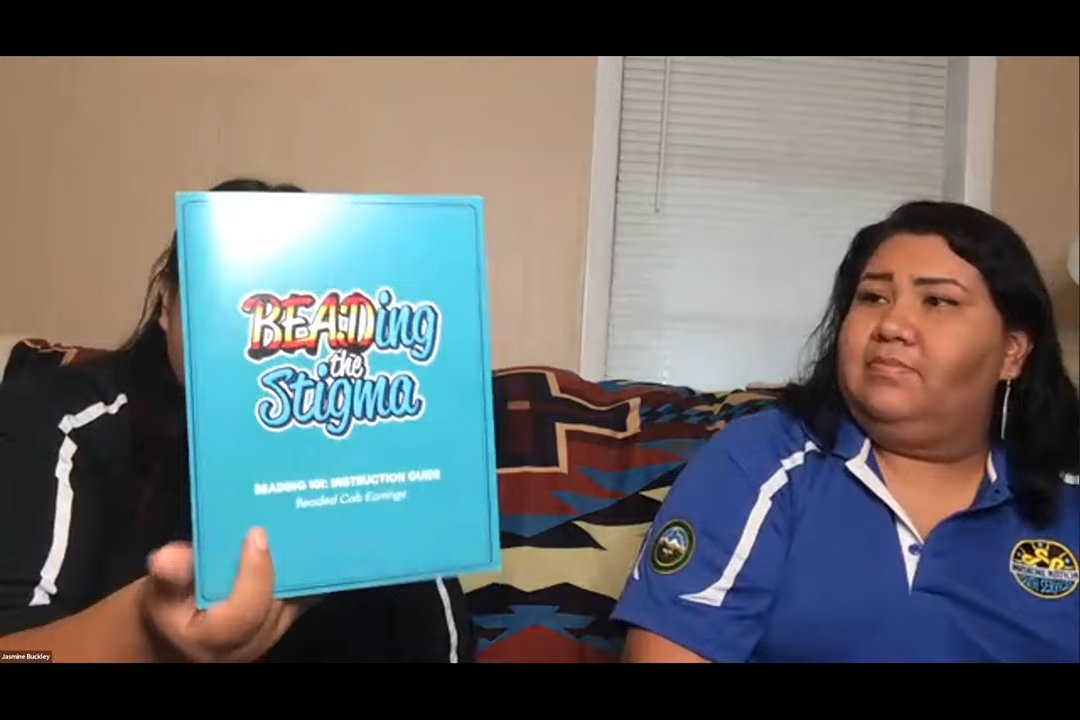 BEADing
the
Stigma
BEADING 101: INSTRUCTION GUIDE
Beaded Cab Earrings
Jasmine Buckley